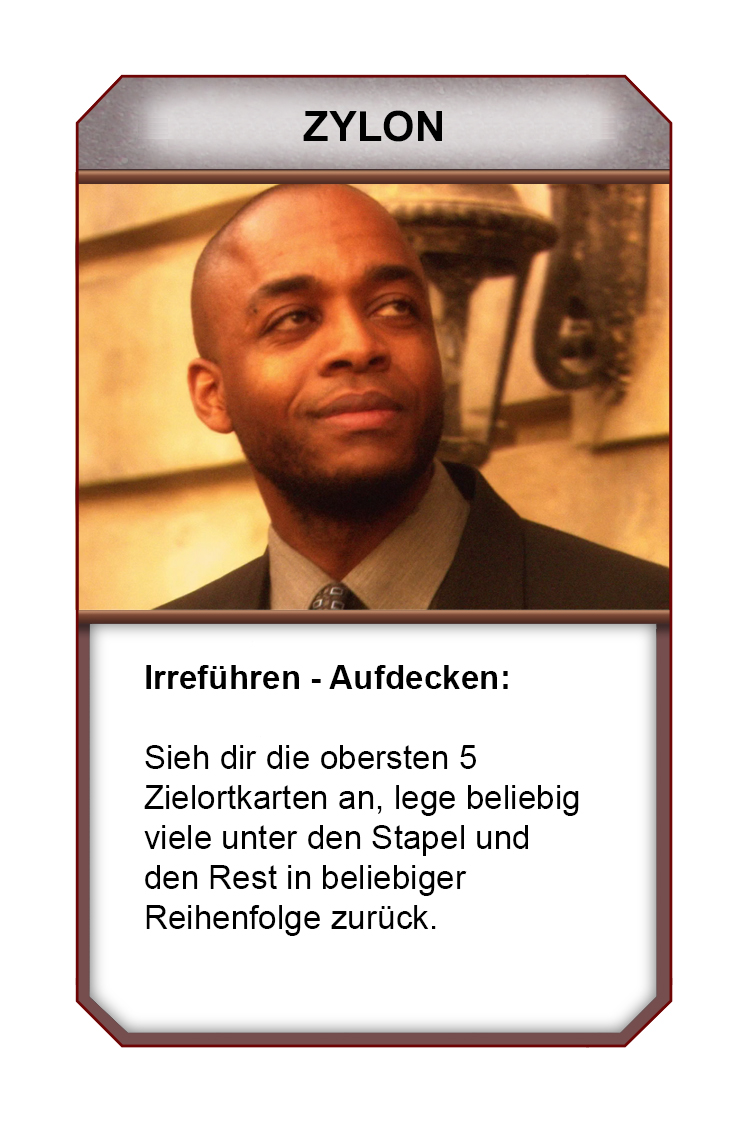 ZYLON
Irreführen - Aufdecken:
Sieh dir die obersten 5
Zielortkarten an, lege beliebig
viele unter den Stapel und
den Rest in beliebiger
Reihenfolge zurück.